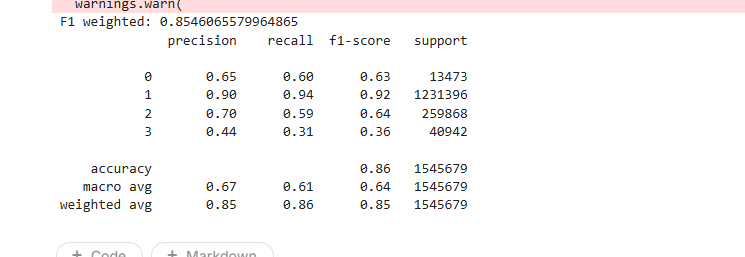 warnings.warn(
F1 weighted: 0.8546065579964865
precision recall f1-score support
0 0.65 0.60 0.63 13473
1 0.90 0.94 0.92 1231396
2 0.70 0.59 0.64 259868
3 0.44 0.31 0.36 40942
accuracy 0.86 1545679
macro avg 0.67 0.61 0.64 1545679
weighted avg 0.85 0.86 0.85 1545679
+ Code + Markdown